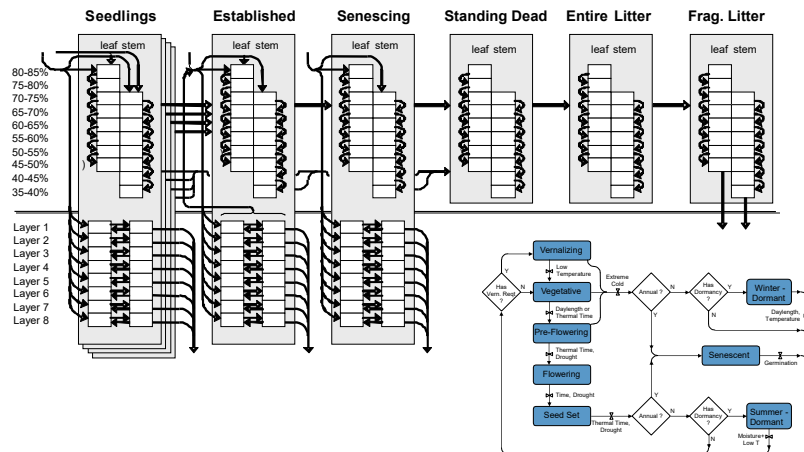 Seedlings Established Senescing Standing Dead Entire Litter Frag. Litter
leaf stem leaf stem leaf stem leaf stem leaf stem leaf stem
80-85%
75-80%
70-75%
65-70%
60-65%
55-60%
50-55%
45-50% )
40-45%
35-40%
Layer 1
Layer 2
Layer 3
Layer 4
Layer 5
Layer 6
Layer 7
Layer 8
Vernalizing
Y
Low
Temperature
Extreme
Cold
Has
Vern. Reqt
?
N
Vegetative
Annual ?
N
Has
Dormancy
?
Y
Winter -
Dormant
Daylength or
Thermal Time
Y
N
Daylength,
Temperature
Pre-Flowering
Thermal Time,
Drought
Senescent
Germination
Flowering
Time, Drought
Y
Seed Set
Thermal Time,
Drought
Annual ?
N
Has
Dormancy
?
Y
Summer -
Dormant
N
Moisture+
Low T